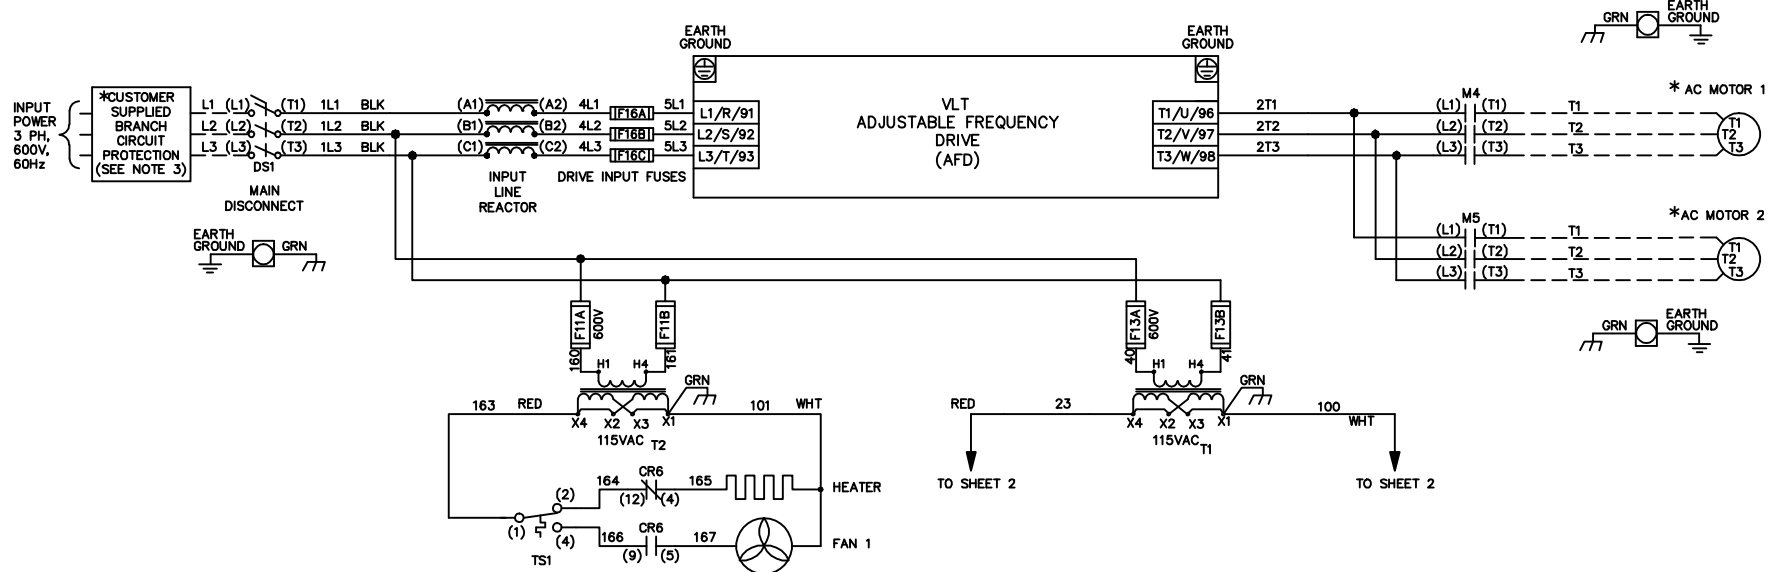 INPUT
POWER
3 PH,
600V,
60Hz
*CUSTOMER
SUPPLIED
BRANCH
CIRCUIT
PROTECTION
(SEE NOTE 3)
L1 (L1) (T1) 1L1 BLK
L2 (L2) (T2) 1L2 BLK
L3 (L3) (T3) 1L3 BLK
DS1
MAIN
DISCONNECT
EARTH
GROUND
GRN
(A1) (A2) 4L1 F16A 5L1
(B1) (B2) 4L2 F16B 5L2
(C1) (C2) 4L3 F16C 5L3
INPUT
LINE
REACTOR
DRIVE INPUT FUSES
EARTH
GROUND
L1/R/91
L2/S/92
L3/T/93
VLT
ADJUSTABLE FREQUENCY
DRIVE
(AFD)
EARTH
GROUND
T1/U/96
T2/V/97
T3/W/98
2T1
2T2
2T3
GRN
EARTH
GROUND
* AC MOTOR 1
M4
(L1) (T1) T1
(L2) (T2) T2
(L3) (T3) T3
T1
T2
T3
*AC MOTOR 2
M5
(L1) (T1) T1
(L2) (T2) T2
(L3) (T3) T3
T1
T2
T3
GRN
EARTH
GROUND
F11A
600V
F11B
160
161
H1 H4
GRN
163 RED
101 WHT
X4 X2 X3 X1
115VAC T2
F13A
600V
F13B
40
41
H1 H4
GRN
RED 23
100
WHT
X4 X2 X3 X1
115VAC T1
TO SHEET 2
TO SHEET 2
CR6
164 165
(12) (4)
HEATER
(2)
(1)
(4)
TS1
CR6
166 167
(9) (5)
FAN 1